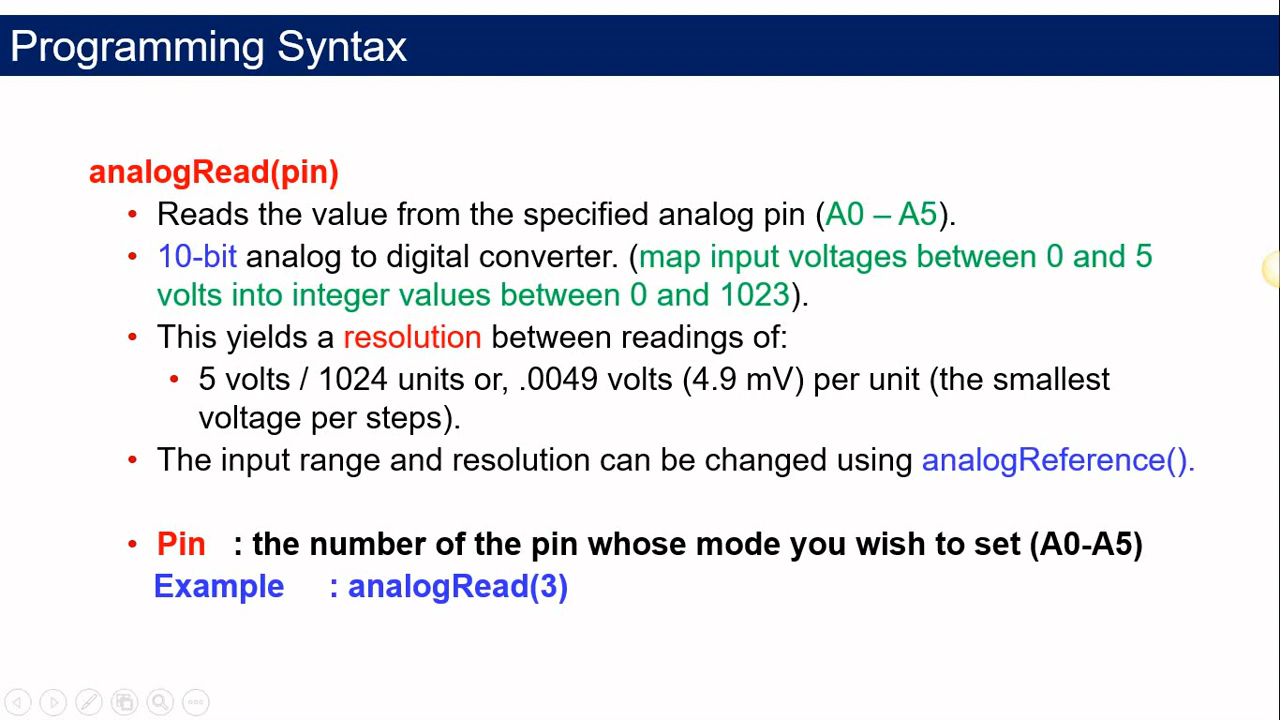 Programming Syntax
analogRead(pin)
• Reads the value from the specified analog pin (A0 – A5).
• 10-bit analog to digital converter. (map input voltages between 0 and 5
volts into integer values between 0 and 1023).
• This yields a resolution between readings of:
• 5 volts / 1024 units or, .0049 volts (4.9 mV) per unit (the smallest
voltage per steps).
• The input range and resolution can be changed using analogReference().
• Pin : the number of the pin whose mode you wish to set (A0-A5)
Example : analogRead(3)